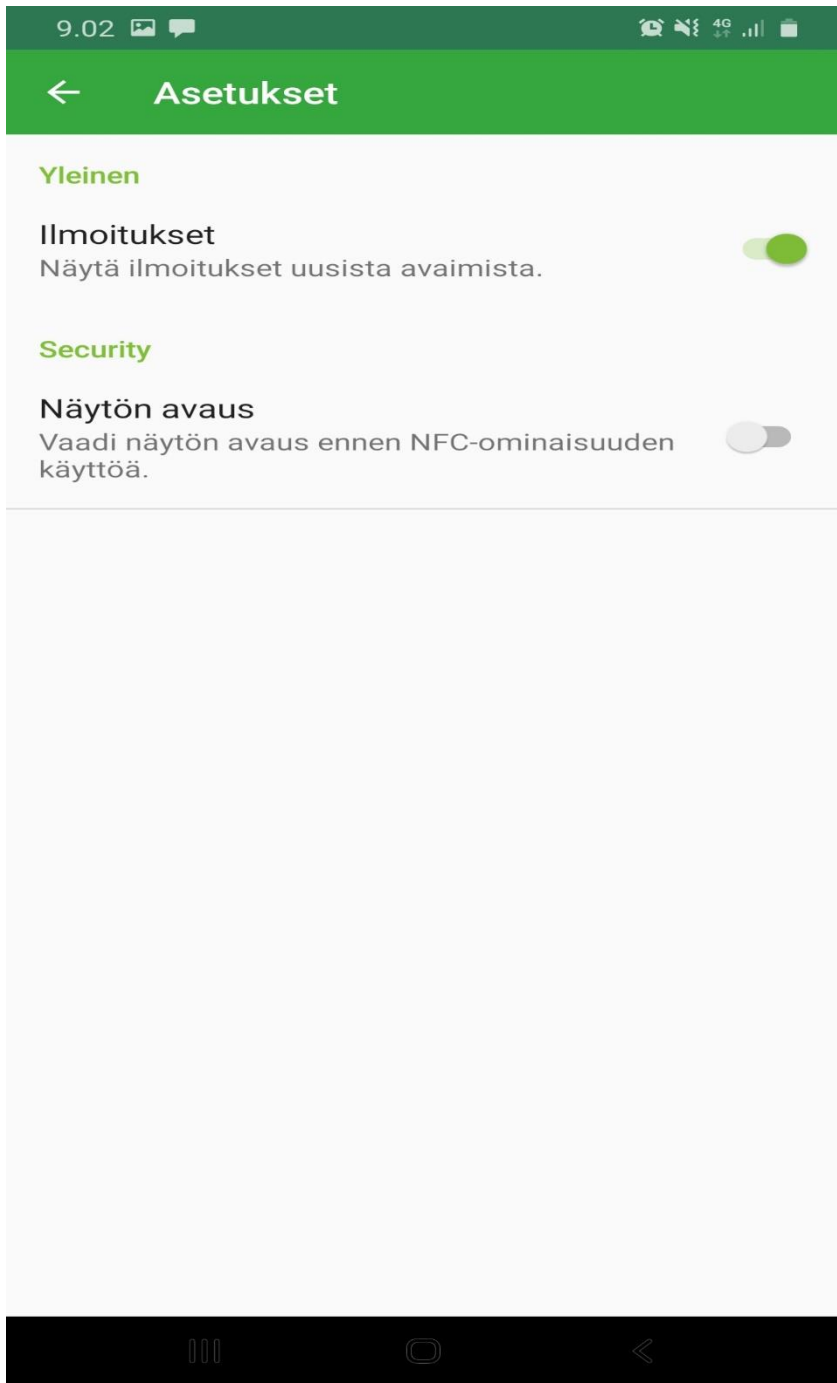 9.02
4G
Asetukset
Yleinen
Ilmoitukset
Näytä ilmoitukset uusista avaimista.
Security
Näytön avaus
Vaadi näytön avaus ennen NFC-ominaisuuden
käyttöä.